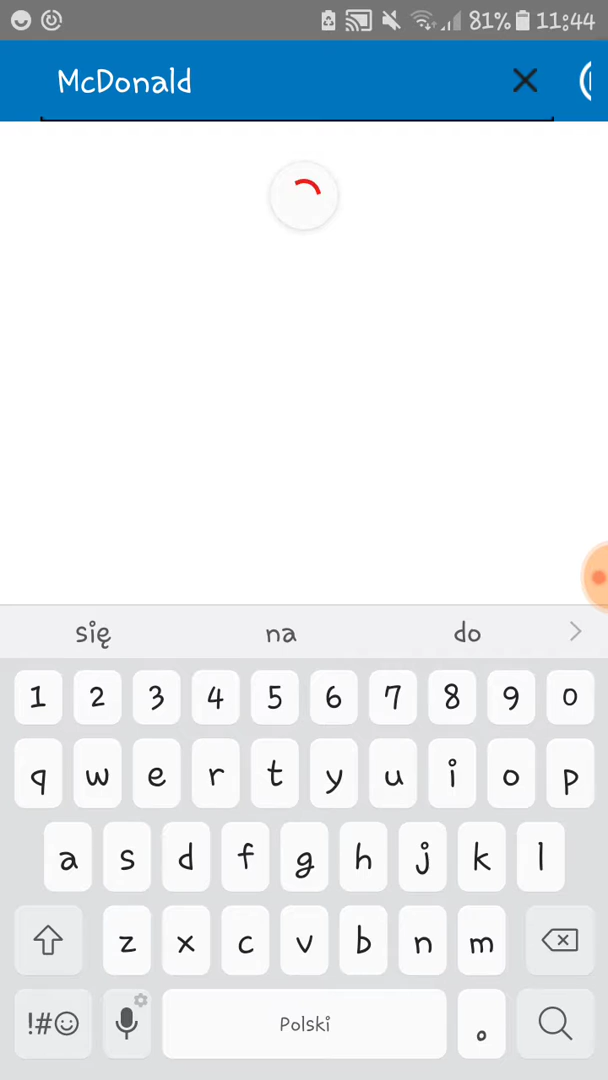 81% 11:44
McDonald
się na do
1 2 3 4 5 6 7 8 9 0
q w e r t y u i o p
a s d f g h j k l
z x c v b n m
!#☺ Polski .